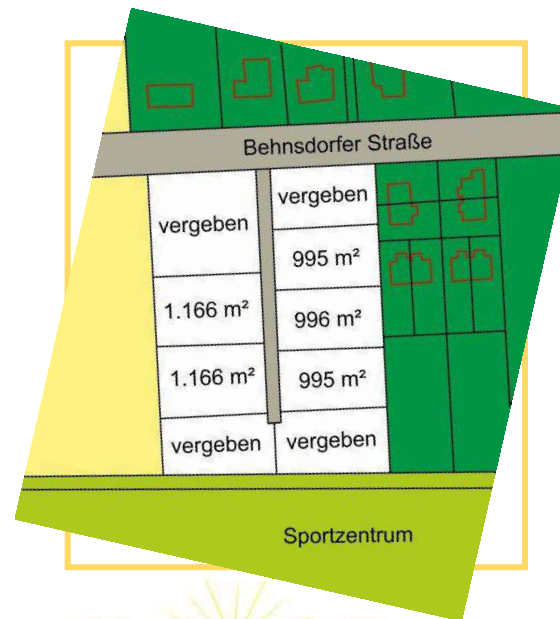 Behnsdorfer Straße
vergeben
vergeben
995 m²
1.166 m²
996 m²
1.166 m²
995 m²
vergeben
vergeben
Sportzentrum